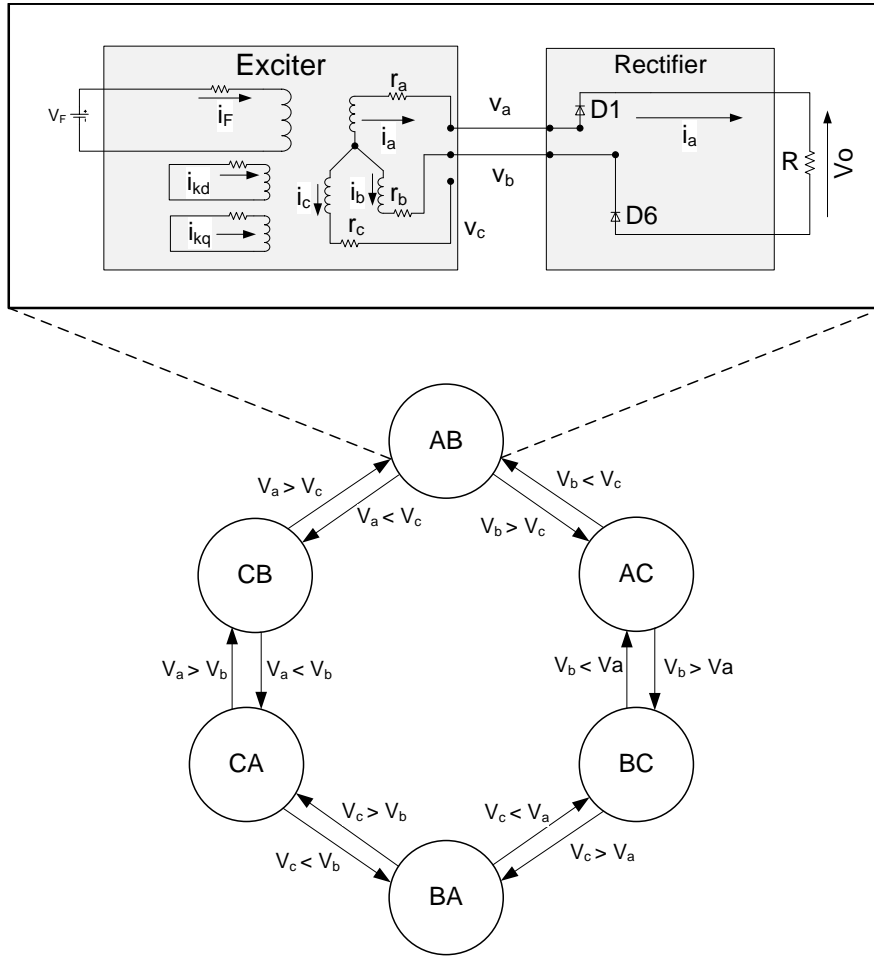 Exciter
Rectifier
V_F
i_F
r_a
i_a
v_a
D1
i_a
R
Vo
i_kd
i_c
i_b
r_b
v_b
D6
i_kq
r_c
v_c
AB
V_a > V_c
V_a < V_c
V_b < V_c
V_b > V_c
CB
AC
V_a > V_b
V_a < V_b
V_b < Va
V_b > Va
CA
BC
V_c > V_b
V_c < V_b
V_c < V_a
V_c > V_a
BA